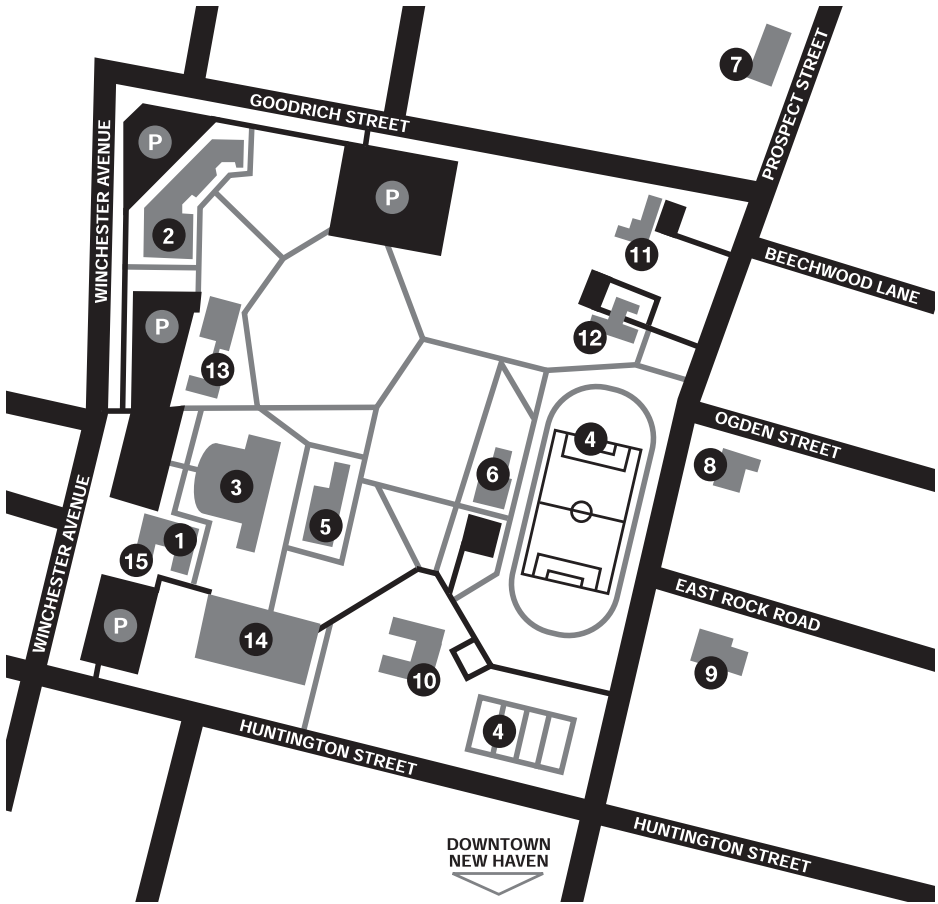 7
PROSPECT STREET
GOODRICH STREET
WINCHESTER AVENUE
P
P
2
11
BEECHWOOD LANE
P
12
13
OGDEN STREET
4
8
6
3
5
WINCHESTER AVENUE
1
15
EAST ROCK ROAD
P
14
9
10
4
HUNTINGTON STREET
HUNTINGTON STREET
DOWNTOWN
NEW HAVEN